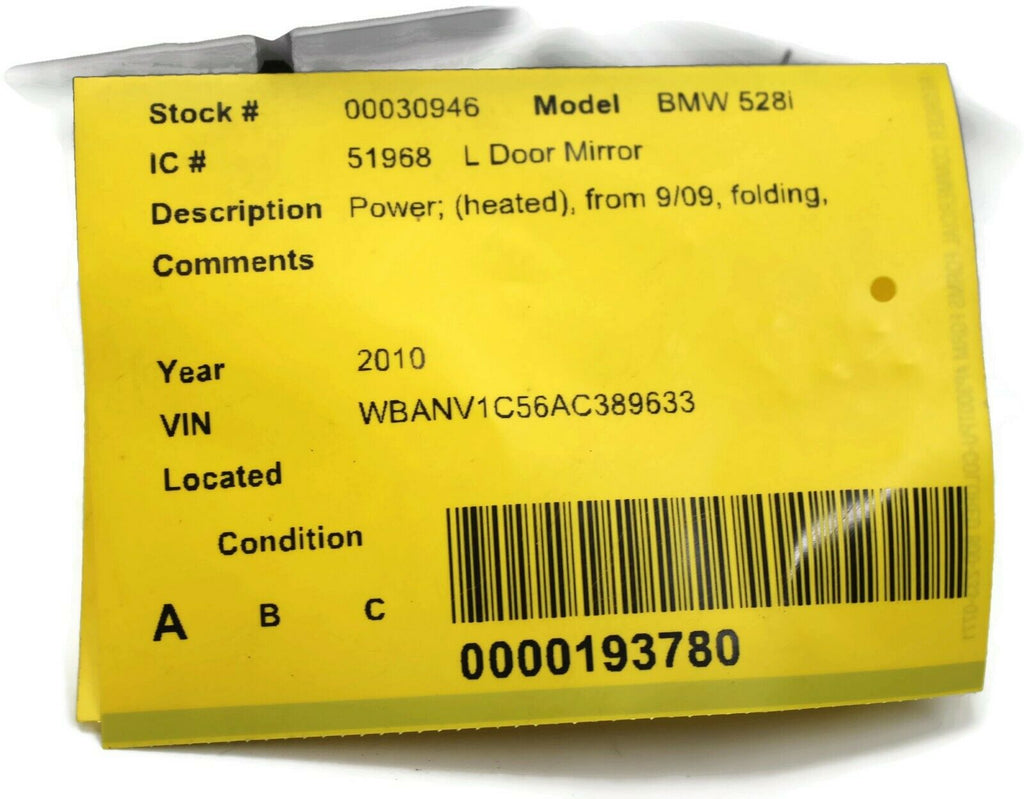 Stock # 00030946 Model BMW 528i
IC # 51968 L Door Mirror
Description Power; (heated), from 9/09, folding,
Comments
Year 2010
VIN WBANV1C56AC389633
Located
Condition
A B C
0000193780